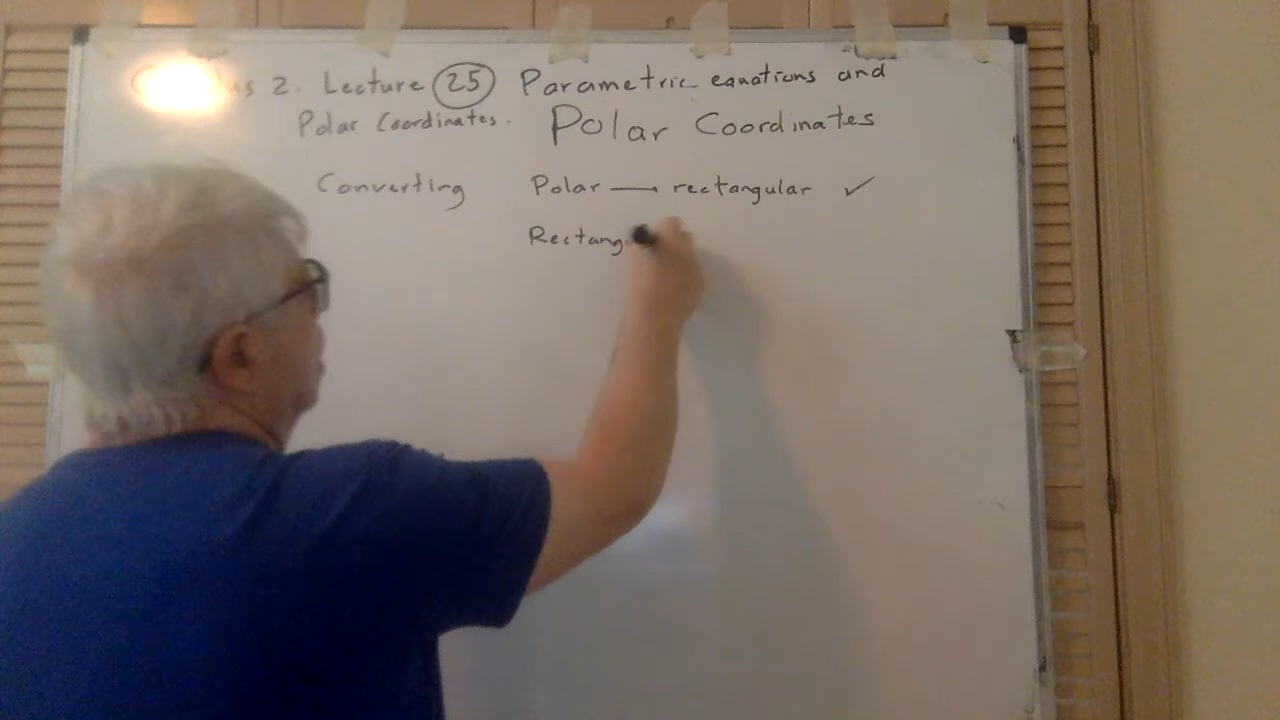 2. Lecture 25 Parametric equations and
Polar Coordinates. Polar Coordinates
Converting Polar → rectangular ✓
Rectang